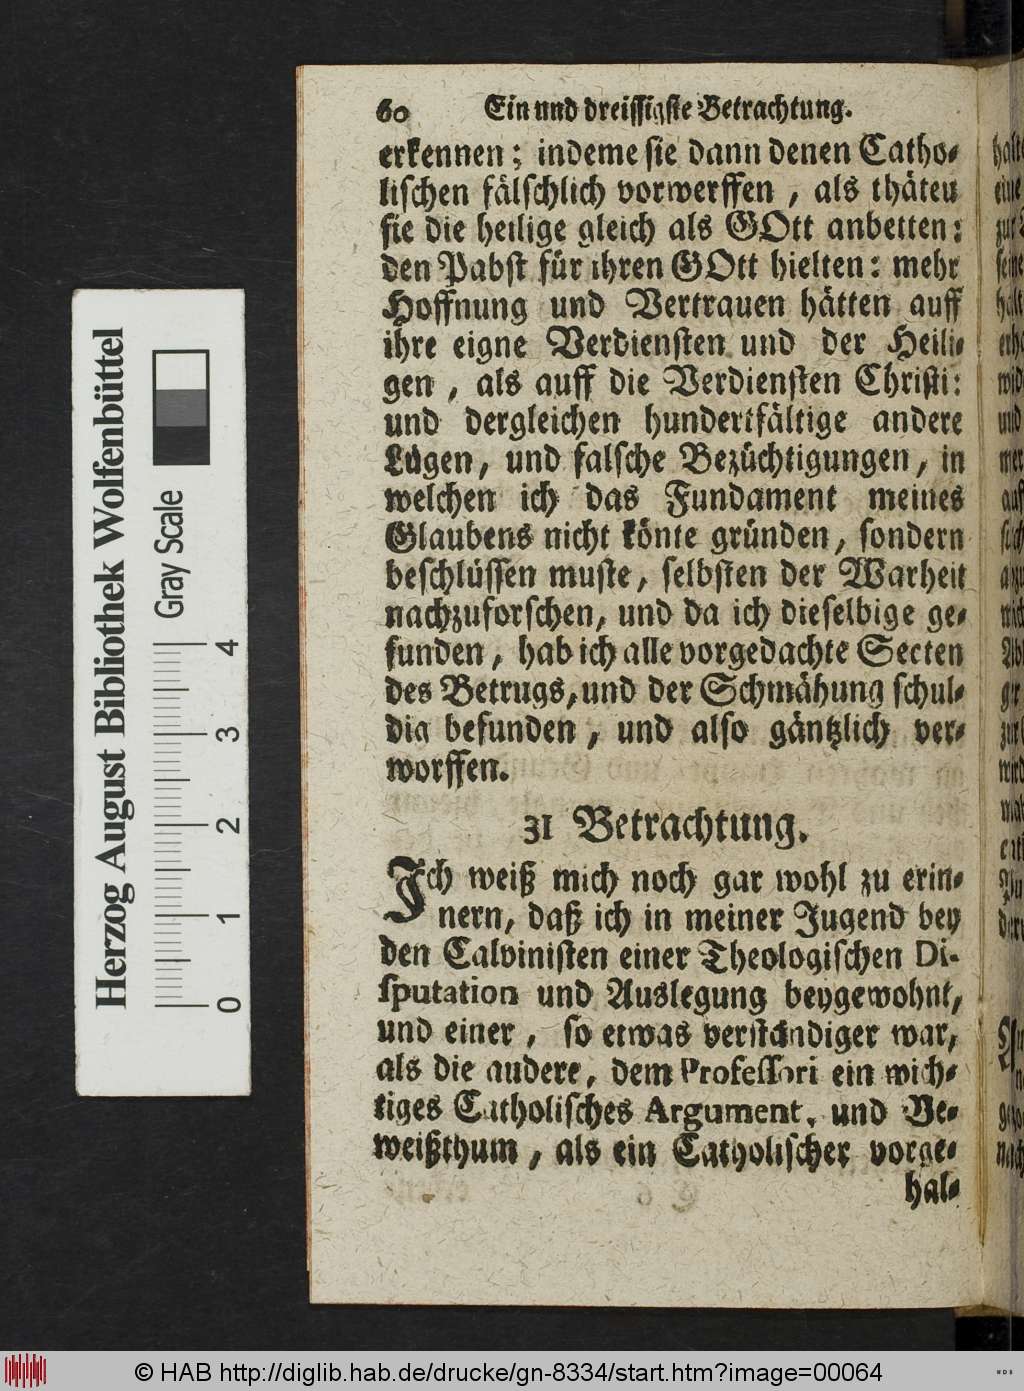 60 Ein und dreissigste Betrachtung.
erkennen; indeme sie dann denen Catho-
lischen fälschlich vorwerffen, als thäten
sie die heilige gleich als GOtt anbetten:
den Pabst für ihren GOtt hielten: mehr
Hoffnung und Vertrauen hätten auff
ihre eigne Verdiensten und der Heili-
gen, als auff die Verdiensten Christi:
und dergleichen hundertfältige andere
Lügen, und falsche Bezüchtigungen, in
welchen ich das Fundament meines
Glaubens nicht könte gründen, sondern
beschlüssen muste, selbsten der Warheit
nachzuforschen, und da ich dieselbige ge-
funden, hab ich alle vorgedachte Secten
des Betrugs, und der Schmähung schul-
dig befunden, und also gäntzlich ver-
worffen.
31 Betrachtung.
Ich weiß mich noch gar wohl zu erin-
nern, daß ich in meiner Jugend bey
den Calvinisten einer Theologischen Di-
sputation und Auslegung beygewohnt,
und einer, so etwas verständiger war,
als die andere, dem Professori ein wich-
tiges Catholisches Argument, und Be-
weißthum, als ein Catholischer vorge-
hal-
Herzog August Bibliothek Wolfenbüttel
Gray Scale
0 1 2 3 4
© HAB http://diglib.hab.de/drucke/gn-8334/start.htm?image=00064